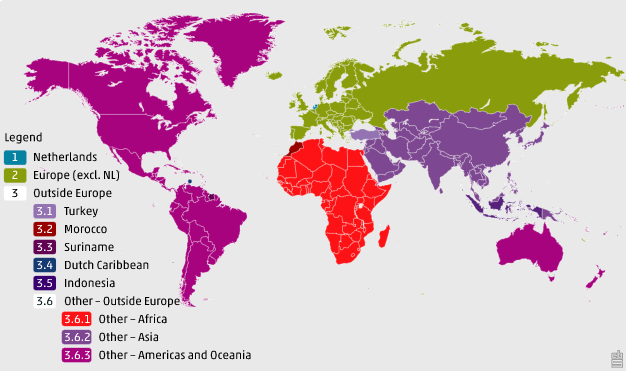 Legend
1 Netherlands
2 Europe (excl. NL)
3 Outside Europe
3.1 Turkey
3.2 Morocco
3.3 Suriname
3.4 Dutch Caribbean
3.5 Indonesia
3.6 Other – Outside Europe
3.6.1 Other – Africa
3.6.2 Other – Asia
3.6.3 Other – Americas and Oceania